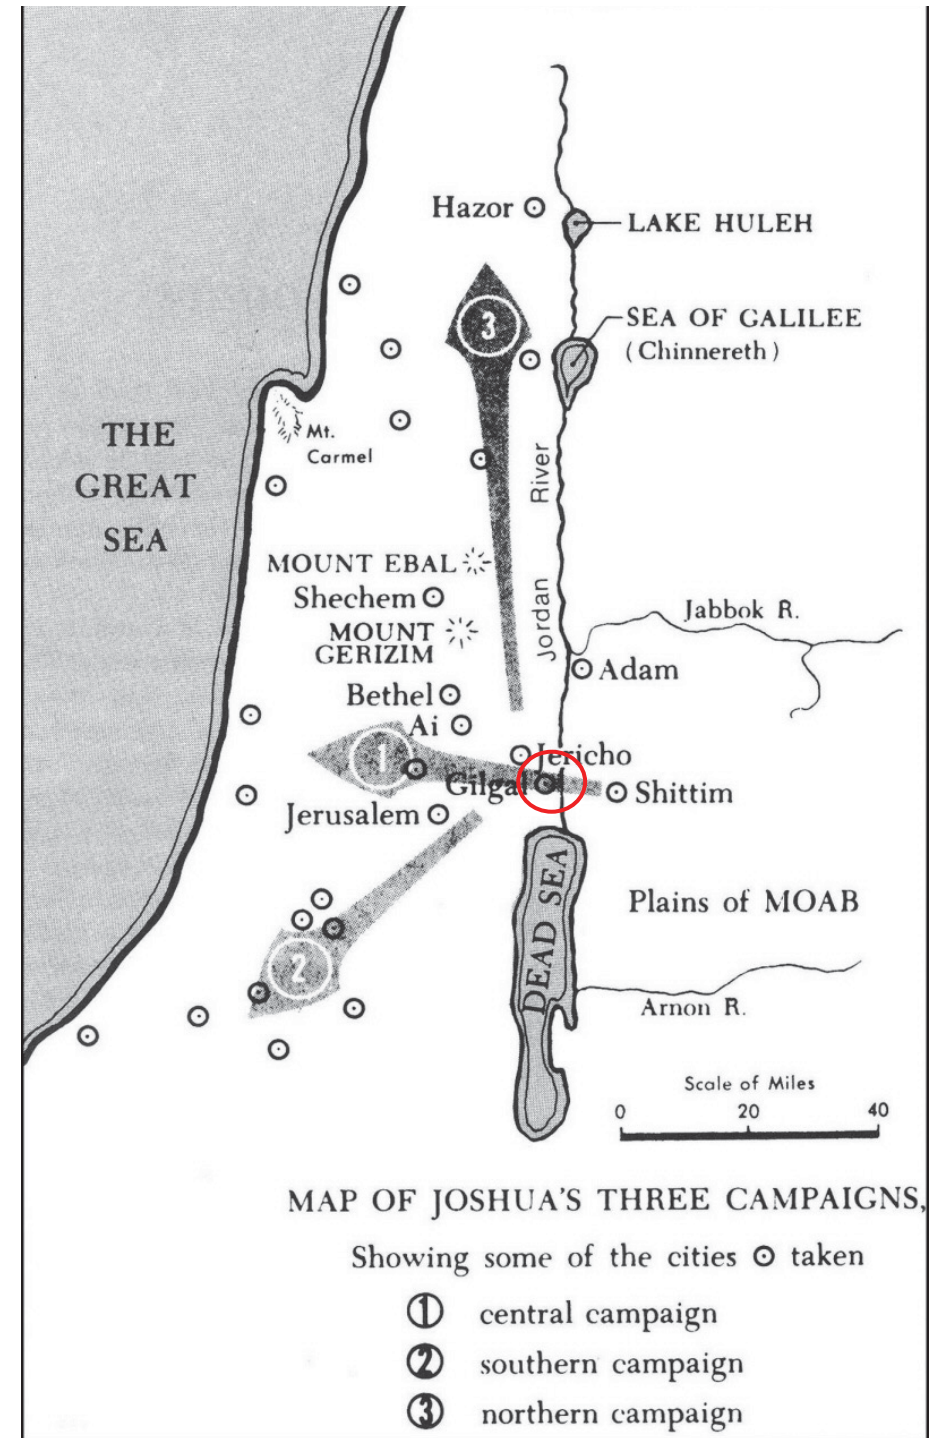 Hazor
LAKE HULEH
3
SEA OF GALILEE
(Chinnereth)
THE
GREAT
SEA
Mt.
Carmel
Jordan River
MOUNT EBAL
Shechem
MOUNT
GERIZIM
Jabbok R.
Adam
Bethel
Ai
1
Jericho
Gilgal
Shittim
Jerusalem
DEAD SEA
Plains of MOAB
2
Arnon R.
Scale of Miles
0 20 40
MAP OF JOSHUA'S THREE CAMPAIGNS,
Showing some of the cities ⊙ taken
1 central campaign
2 southern campaign
3 northern campaign